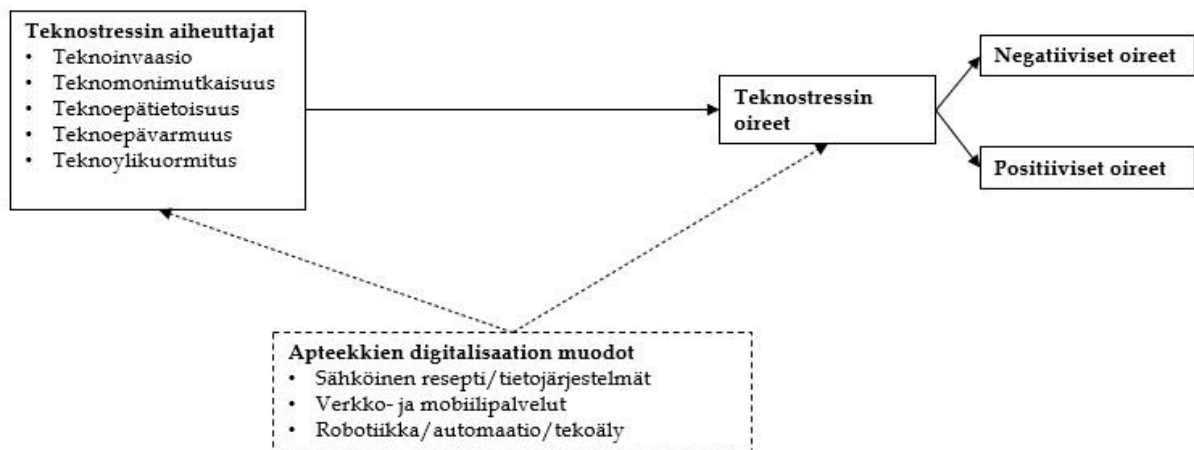 Teknostressin aiheuttajat
• Teknoinvaasio
• Teknomonimutkaisuus
• Teknoepätietoisuus
• Teknoepävarmuus
• Teknoylikuormitus
Teknostressin
oireet
Negatiiviset oireet
Positiiviset oireet
Apteekkien digitalisaation muodot
• Sähköinen resepti/tietojärjestelmät
• Verkko- ja mobiilipalvelut
• Robotiikka/automaatio/tekoäly